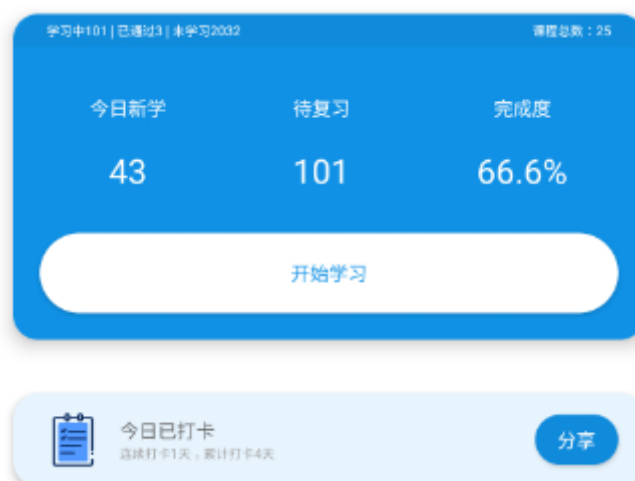 学习中101 | 已通过3 | 未学习2032
课程总数：25
今日新学 待复习 完成度
43 101 66.6%
开始学习
今日已打卡
连续打卡1天，累计打卡4天
分享